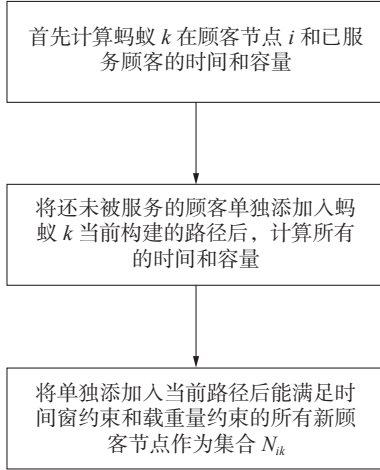 首先计算蚂蚁 k 在顾客节点 i 和已服
务顾客的时间和容量
将还未被服务的顾客单独添加入蚂
蚁 k 当前构建的路径后，计算所有
的时间和容量
将单独添加入当前路径后能满足时
间窗约束和载重量约束的所有新顾
客节点作为集合 N_{ik}